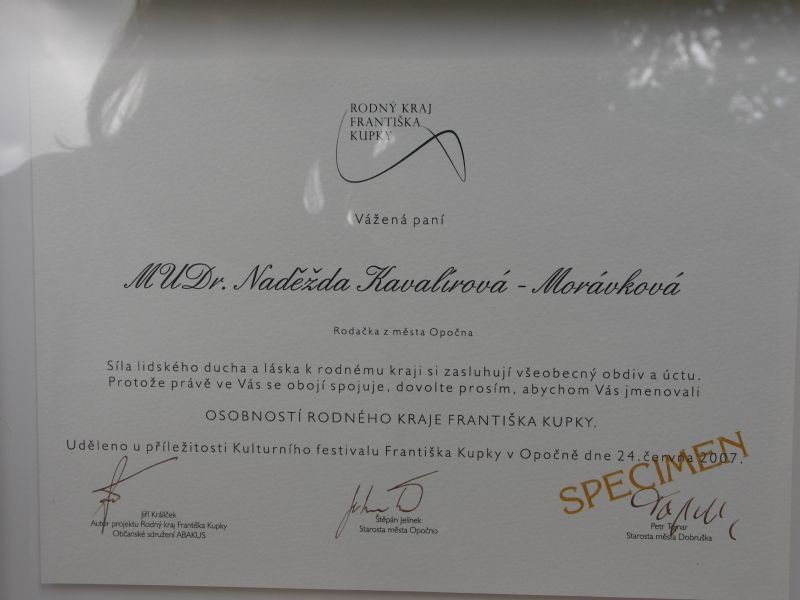 RODNÝ KRAJ
FRANTIŠKA
KUPKY
Vážená paní
MUDr. Naděžda Kavalírová - Morávková
Rodačka z města Opočna
Síla lidského ducha a láska k rodnému kraji si zasluhují všeobecný obdiv a úctu.
Protože právě ve Vás se obojí spojuje, dovolte prosím, abychom Vás jmenovali
OSOBNOSTÍ RODNÉHO KRAJE FRANTIŠKA KUPKY.
Uděleno u příležitosti Kulturního festivalu Františka Kupky v Opočně dne 24. června 2007.
SPECIMEN
Jiří Králíček
Autor projektu Rodný kraj Františka Kupky
Občanské sdružení ABAKUS
Štěpán Jelínek
Starosta města Opočno
Petr Tojnar
Starosta města Dobruška